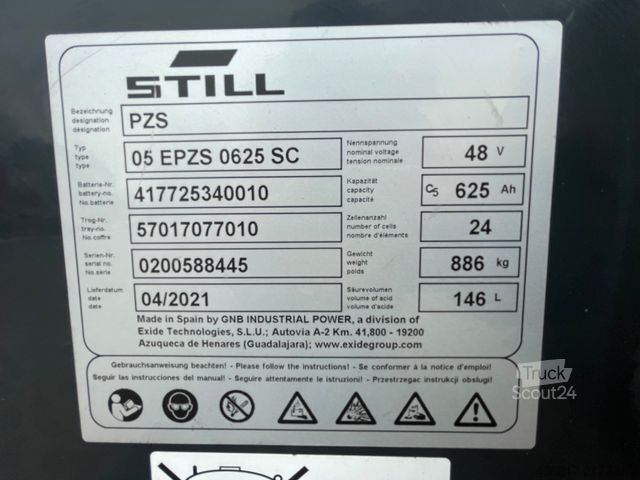 STILL
Bezeichnung
designation
désignation
PZS
Typ
type
type
05 EPZS 0625 SC
Nennspannung
nominal voltage
tension nominale
48 V
Batterie-Nr.
battery-no.
No.batterie
417725340010
Kapazität
capacity
capacité
C5 625 Ah
Trog-Nr.
tray-no.
No.coffre
57017077010
Zellenanzahl
number of cells
nombre d'éléments
24
Serien-Nr.
serial no.
No.série
0200588445
Gewicht
weight
poids
886 kg
Lieferdatum
date
date
04/2021
Säurevolumen
volume of acid
volume d'acide
146 L
Made in Spain by GNB INDUSTRIAL POWER, a division of
Exide Technologies, S.L.U.; Autovia A-2 Km. 41,800 - 19200
Azuqueca de Henares (Guadalajara); www.exidegroup.com
Gebrauchsanweisung beachten! - Please follow the instructions! - Se conformer à la notice d'emploi!
Seguir las instrucciones del manual! - Seguire attentamente le istruzioni! - Przestrzegac instrukcji obslugi!
Truck
Scout24